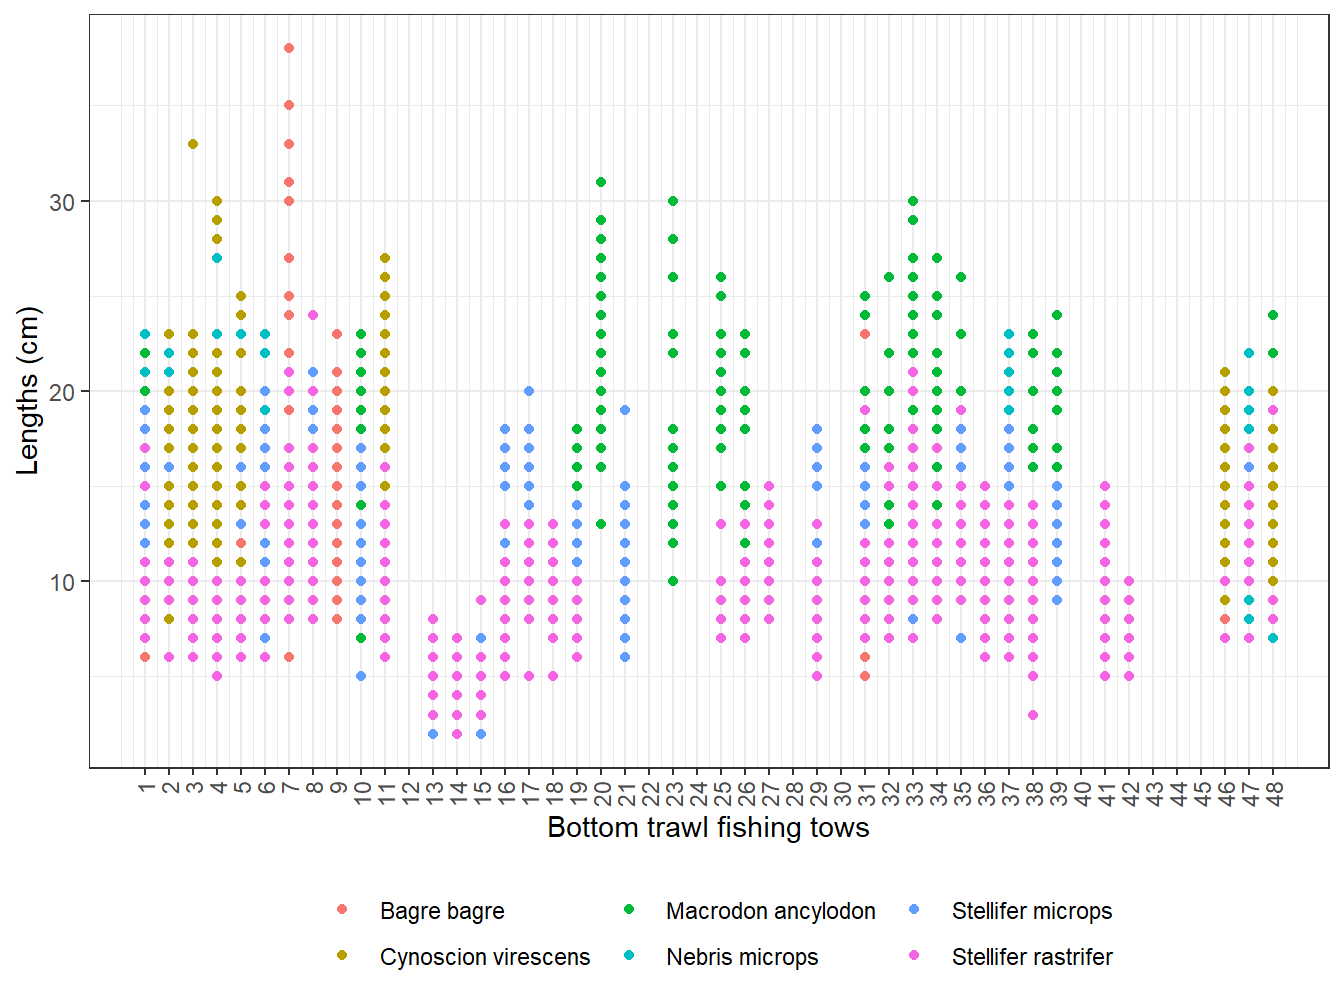 Lengths (cm)
30
20
10
1 2 3 4 5 6 7 8 9 10 11 12 13 14 15 16 17 18 19 20 21 22 23 24 25 26 27 28 29 30 31 32 33 34 35 36 37 38 39 40 41 42 43 44 45 46 47 48
Bottom trawl fishing tows
Bagre bagre Macrodon ancylodon Stellifer microps
Cynoscion virescens Nebris microps Stellifer rastrifer